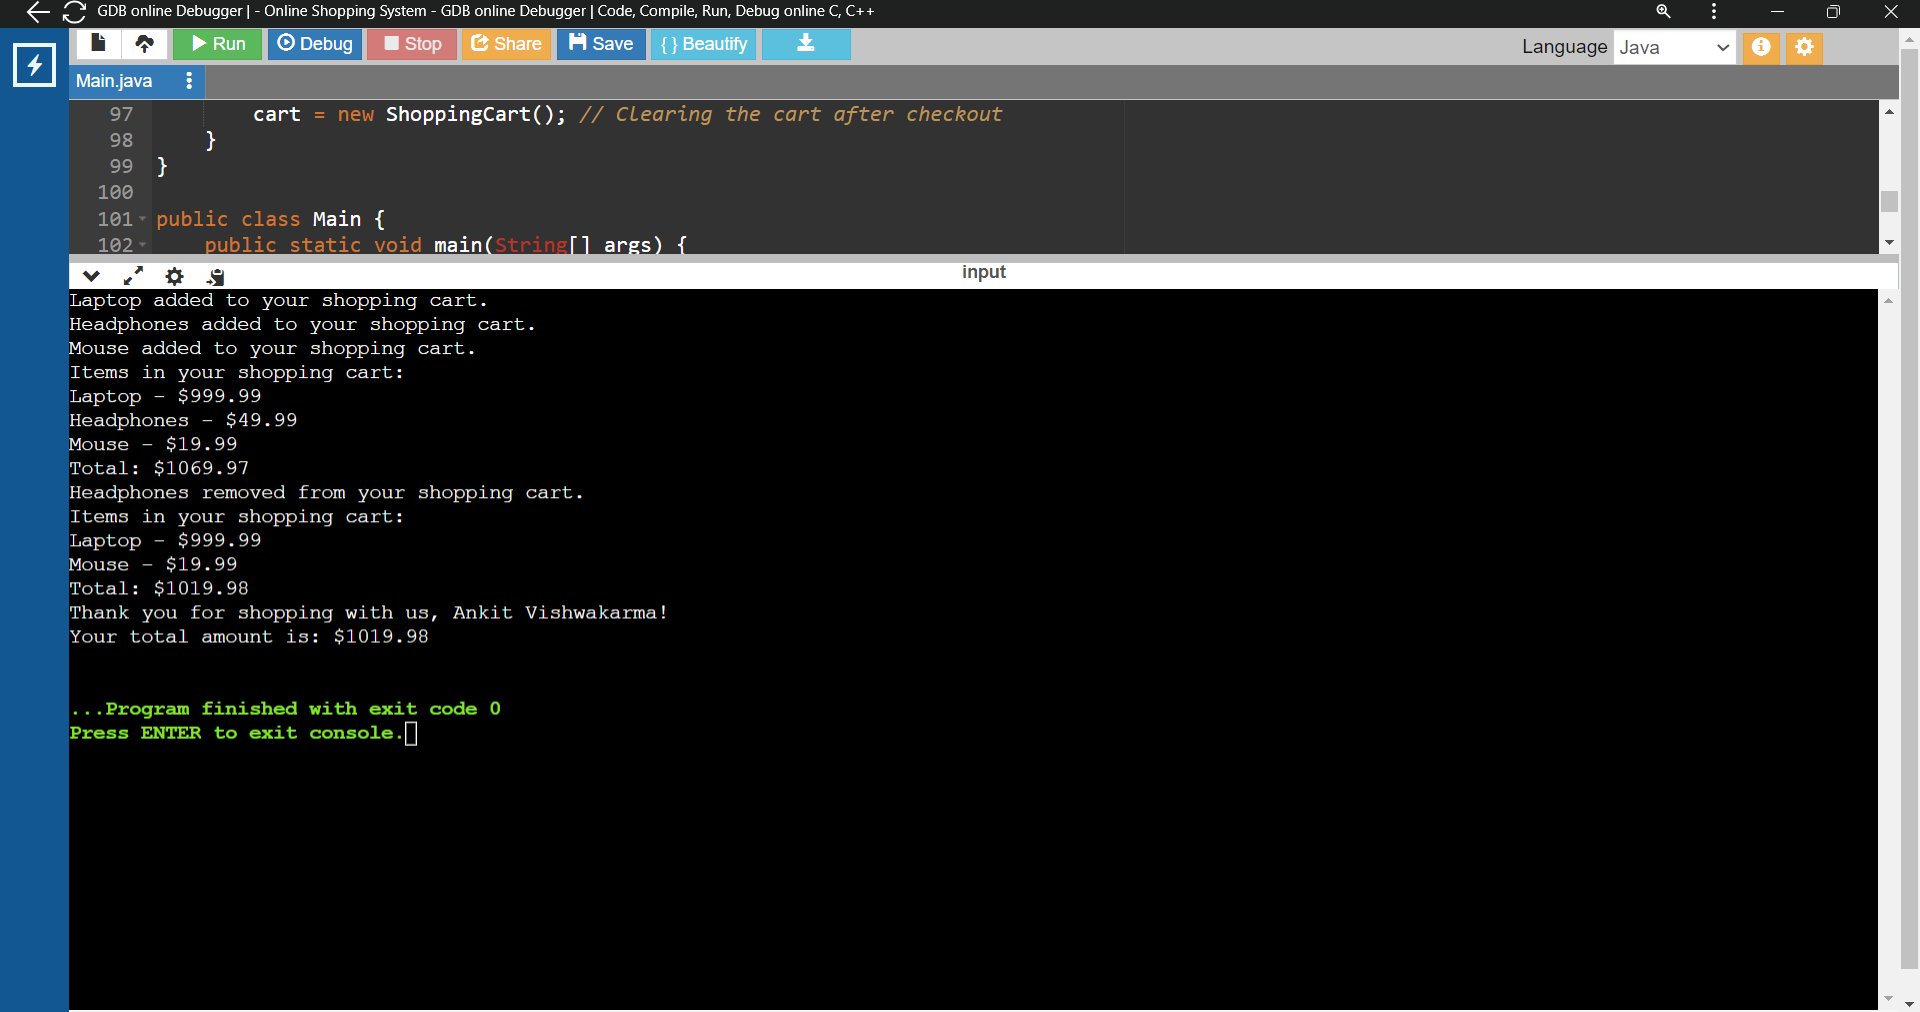 GDB online Debugger | - Online Shopping System - GDB online Debugger | Code, Compile, Run, Debug online C, C++
Run Debug Stop Share Save { } Beautify Language Java
Main.java
97 cart = new ShoppingCart(); // Clearing the cart after checkout
98 }
99 }
100
101 public class Main {
102 public static void main(String[] args) {
input
Laptop added to your shopping cart.
Headphones added to your shopping cart.
Mouse added to your shopping cart.
Items in your shopping cart:
Laptop - $999.99
Headphones - $49.99
Mouse - $19.99
Total: $1069.97
Headphones removed from your shopping cart.
Items in your shopping cart:
Laptop - $999.99
Mouse - $19.99
Total: $1019.98
Thank you for shopping with us, Ankit Vishwakarma!
Your total amount is: $1019.98
...Program finished with exit code 0
Press ENTER to exit console.